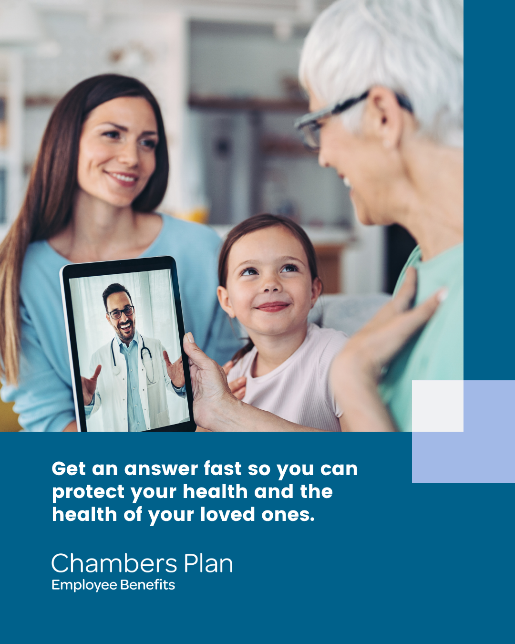 Get an answer fast so you can
protect your health and the
health of your loved ones.
Chambers Plan
Employee Benefits